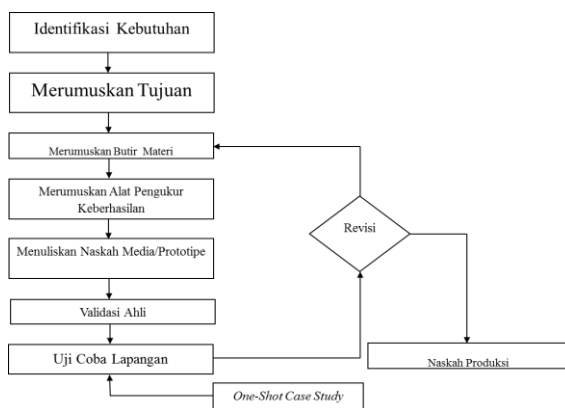 Identifikasi Kebutuhan
Merumuskan Tujuan
Merumuskan Butir Materi
Merumuskan Alat Pengukur
Keberhasilan
Menuliskan Naskah Media/Prototipe
Validasi Ahli
Uji Coba Lapangan
One-Shot Case Study
Revisi
Naskah Produksi